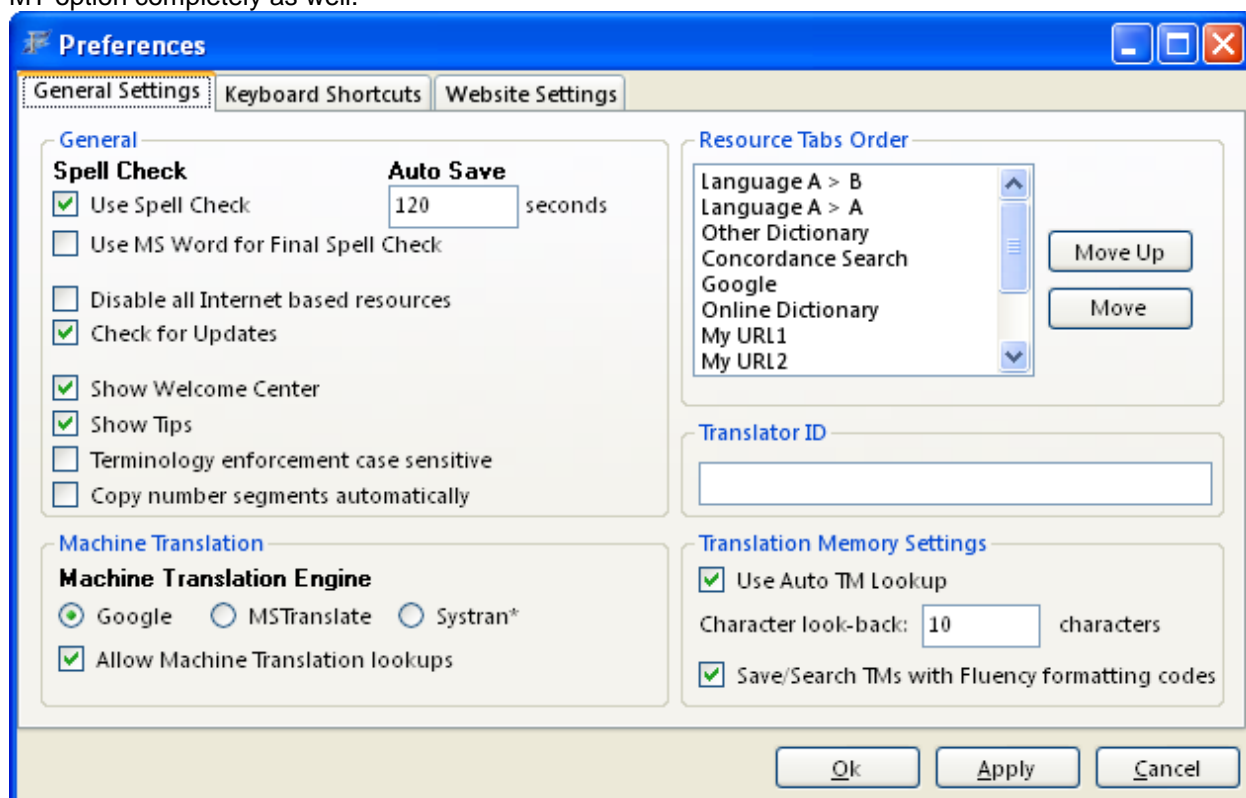 MT option completely as well.
Preferences
General Settings Keyboard Shortcuts Website Settings
General
Spell Check Auto Save
Use Spell Check 120 seconds
Use MS Word for Final Spell Check
Disable all Internet based resources
Check for Updates
Show Welcome Center
Show Tips
Terminology enforcement case sensitive
Copy number segments automatically
Machine Translation
Machine Translation Engine
Google MSTranslate Systran*
Allow Machine Translation lookups
Resource Tabs Order
Language A > B
Language A > A
Other Dictionary
Concordance Search
Google
Online Dictionary
My URL1
My URL2
Move Up
Move
Translator ID
Translation Memory Settings
Use Auto TM Lookup
Character look-back: 10 characters
Save/Search TMs with Fluency formatting codes
Ok Apply Cancel